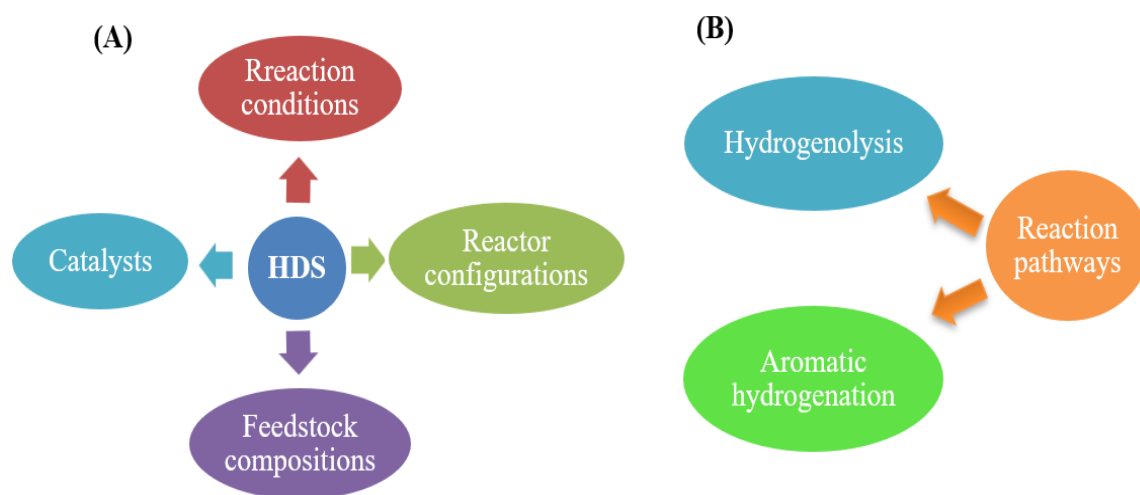 (A)
Rreaction
conditions
Catalysts
HDS
Reactor
configurations
Feedstock
compositions
(B)
Hydrogenolysis
Reaction
pathways
Aromatic
hydrogenation